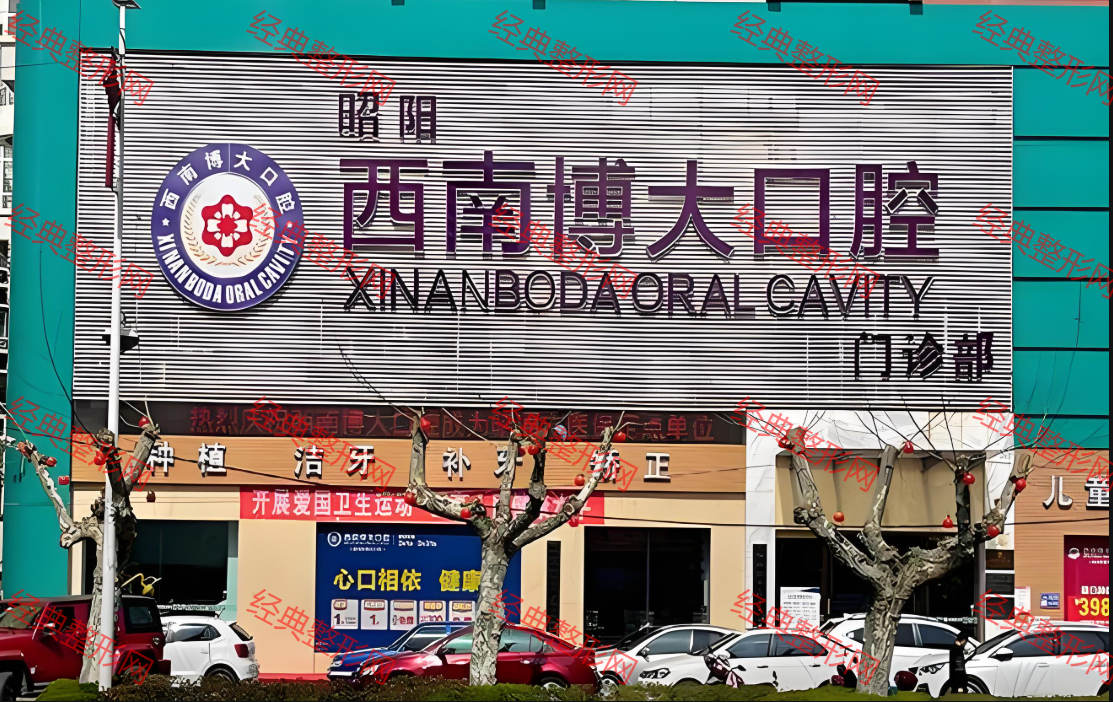 昭阳
西南博大口腔
XINANBODA ORAL CAVITY
门诊部
西南博大口腔
XINANBODA ORAL CAVITY
种植 洁牙 补牙 矫正
儿童
开展爱国卫生运动
心口相依 健康
1.
1.
398
经典整形网